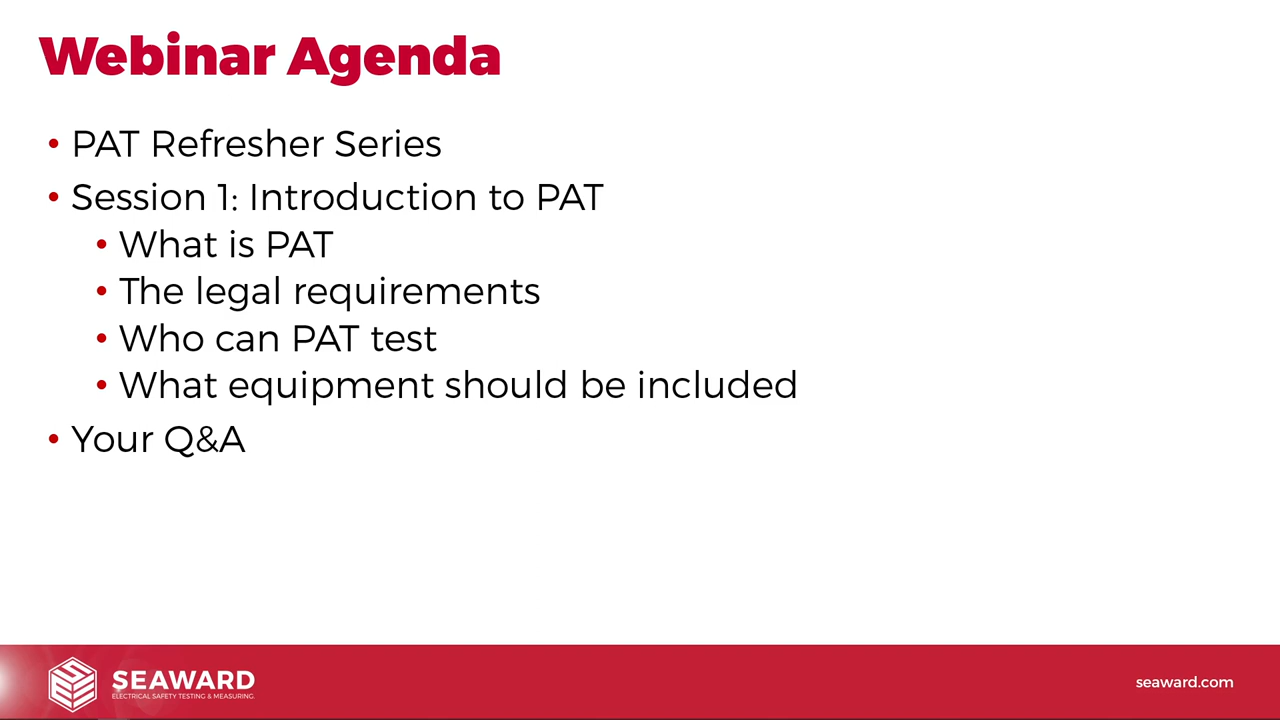 Webinar Agenda
• PAT Refresher Series
• Session 1: Introduction to PAT
• What is PAT
• The legal requirements
• Who can PAT test
• What equipment should be included
• Your Q&A
SEAWARD
ELECTRICAL SAFETY TESTING & MEASURING.
seaward.com